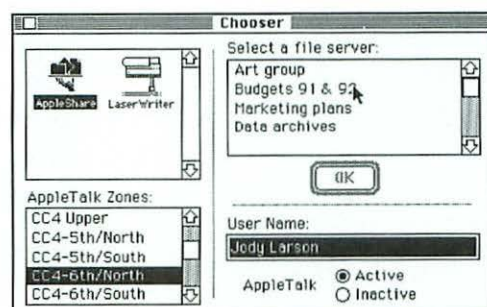 Chooser
AppleShare
LaserWriter
AppleTalk Zones:
CC4 Upper
CC4-5th/North
CC4-5th/South
CC4-6th/North
CC4-6th/South
Select a file server:
Art group
Budgets 91 & 92
Marketing plans
Data archives
OK
User Name:
Jody Larson
AppleTalk
Active
Inactive